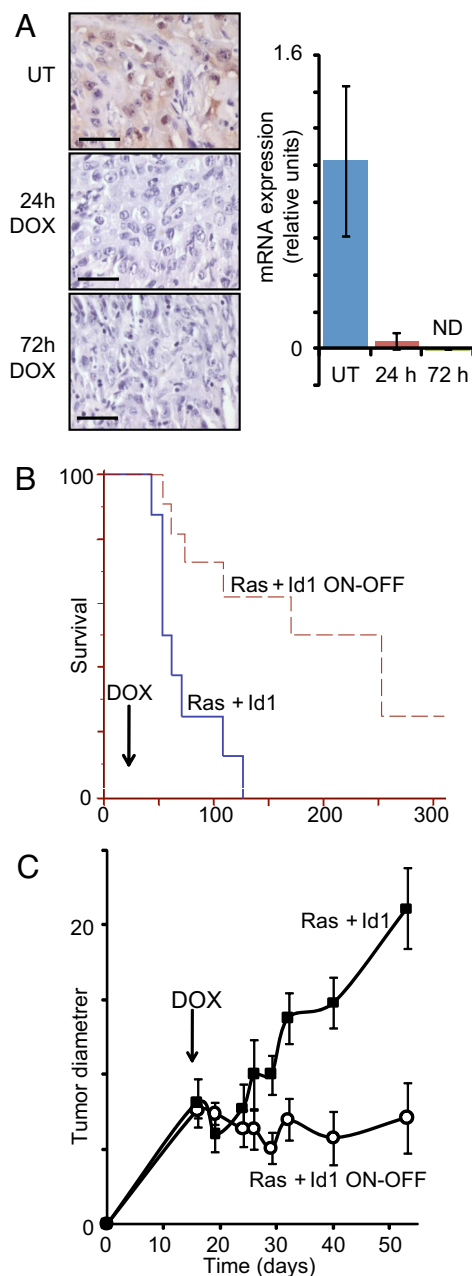 A
UT
24h
DOX
72h
DOX
mRNA expression
(relative units)
1.6
0
ND
UT 24 h 72 h
B
Survival
100
0
DOX
Ras + Id1 ON-OFF
Ras + Id1
0 100 200 300
C
Tumor diametrer
20
0
DOX
Ras + Id1
Ras + Id1 ON-OFF
0 10 20 30 40 50
Time (days)